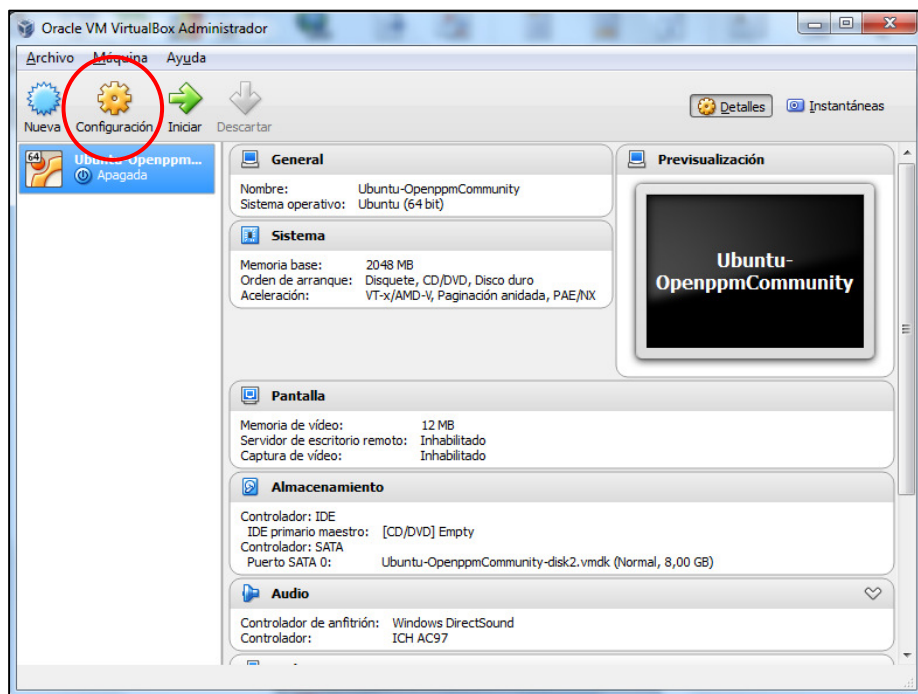 Oracle VM VirtualBox Administrador
Archivo Máquina Ayuda
Nueva Configuración Iniciar Descartar
Detalles Instantáneas
64 Ubuntu-Openppm...
Apagada
General
Nombre: Ubuntu-OpenppmCommunity
Sistema operativo: Ubuntu (64 bit)
Previsualización
Ubuntu-
OpenppmCommunity
Sistema
Memoria base: 2048 MB
Orden de arranque: Disquete, CD/DVD, Disco duro
Aceleración: VT-x/AMD-V, Paginación anidada, PAE/NX
Pantalla
Memoria de vídeo: 12 MB
Servidor de escritorio remoto: Inhabilitado
Captura de vídeo: Inhabilitado
Almacenamiento
Controlador: IDE
IDE primario maestro: [CD/DVD] Empty
Controlador: SATA
Puerto SATA 0: Ubuntu-OpenppmCommunity-disk2.vmdk (Normal, 8,00 GB)
Audio
Controlador de anfitrión: Windows DirectSound
Controlador: ICH AC97